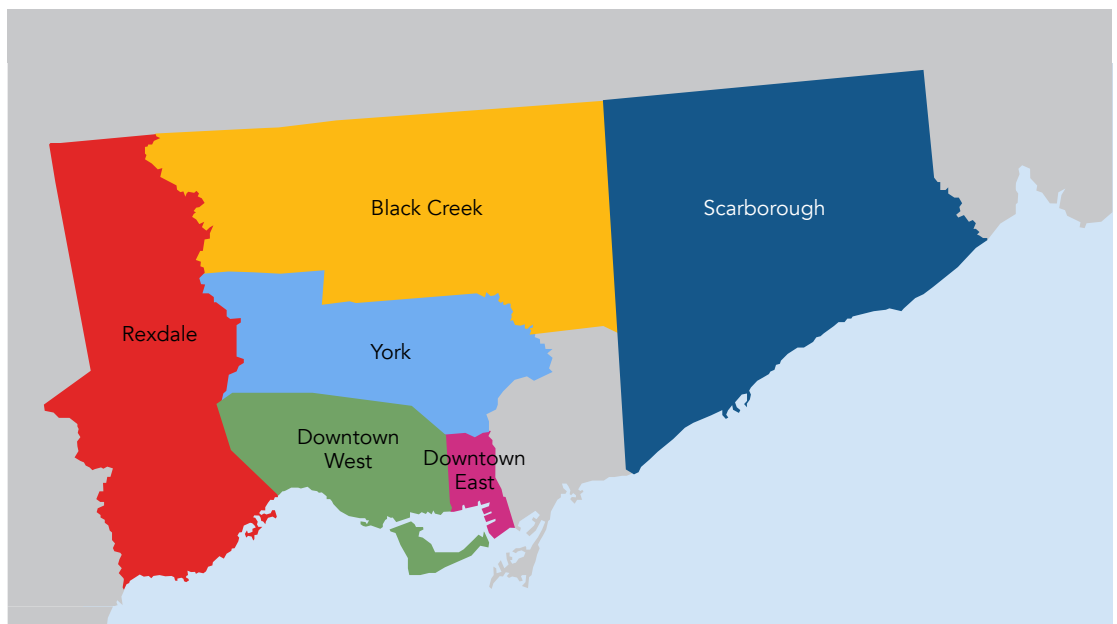 Black Creek
Scarborough
Rexdale
York
Downtown
West
Downtown
East